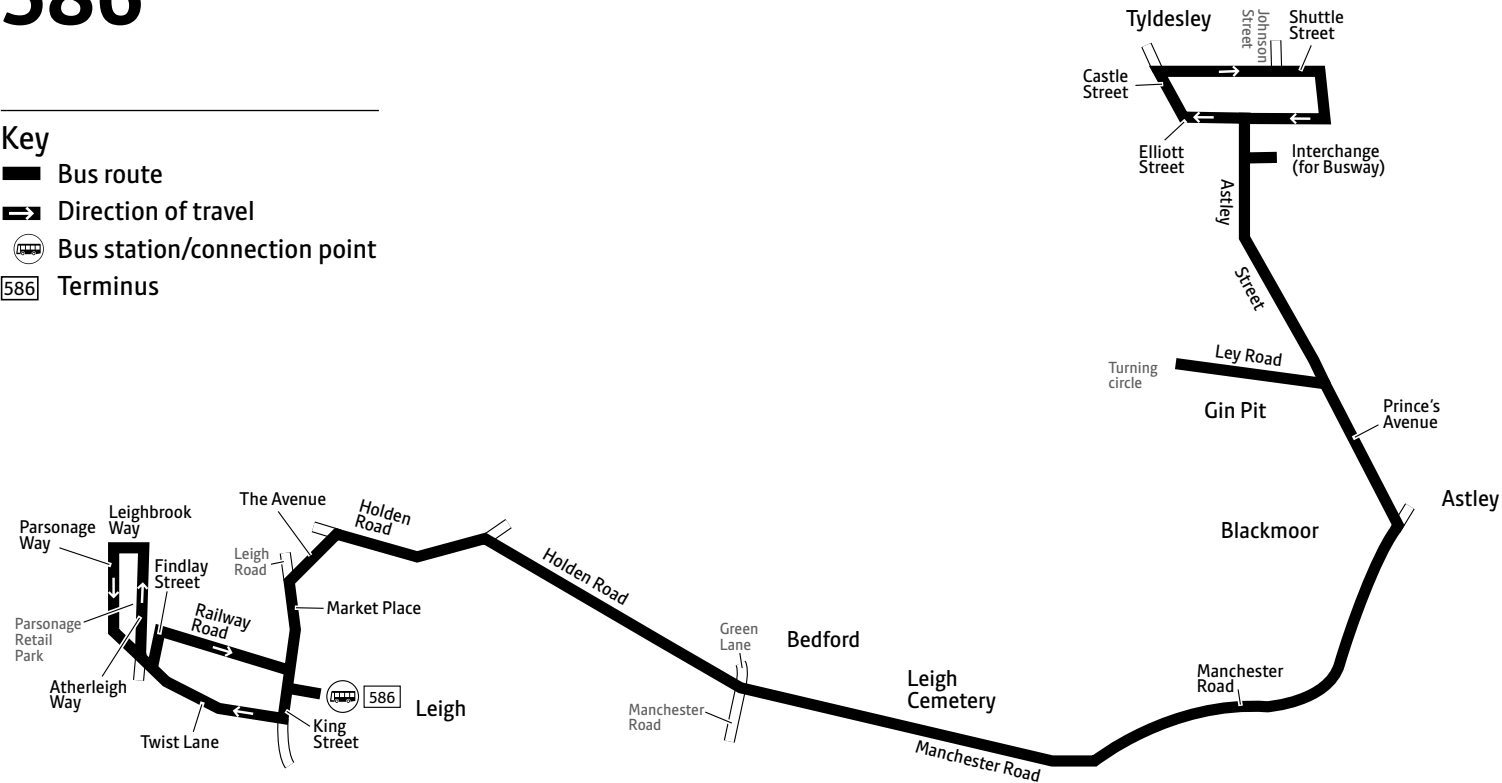 586
Key
Bus route
Direction of travel
Bus station/connection point
586
Terminus
Tyldesley
Johnson
Street
Shuttle
Street
Castle
Street
Elliott
Street
Interchange
(for Busway)
Astley
Street
Ley Road
Turning
circle
Gin Pit
Prince's
Avenue
Astley
Blackmoor
Parsonage
Way
Leighbrook
Way
The Avenue
Holden
Road
Findlay
Street
Leigh
Road
Holden Road
Railway
Road
Market Place
Parsonage
Retail
Park
Green
Lane
Bedford
Atherleigh
Way
586
Leigh
Leigh
Cemetery
Manchester
Road
Manchester
Road
Twist Lane
King
Street
Manchester Road